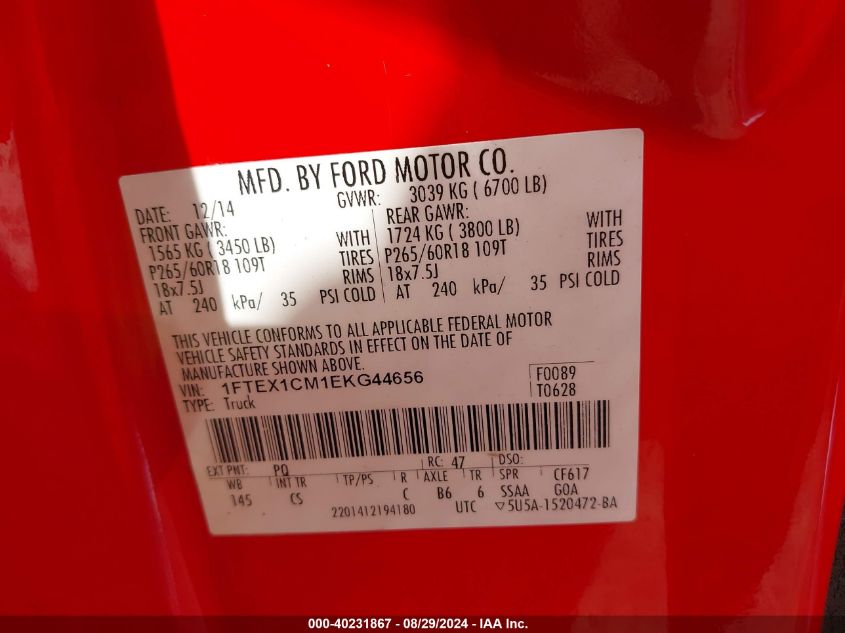 MFD. BY FORD MOTOR CO.
DATE: 12/14 GVWR: 3039 KG ( 6700 LB)
FRONT GAWR: REAR GAWR:
1565 KG ( 3450 LB) WITH 1724 KG ( 3800 LB) WITH
P265/60R18 109T TIRES P265/60R18 109T TIRES
18x7.5J RIMS 18x7.5J RIMS
AT 240 kPa/ 35 PSI COLD AT 240 kPa/ 35 PSI COLD
THIS VEHICLE CONFORMS TO ALL APPLICABLE FEDERAL MOTOR
VEHICLE SAFETY STANDARDS IN EFFECT ON THE DATE OF
MANUFACTURE SHOWN ABOVE.
VIN: 1FTEX1CM1EKG44656 F0089
TYPE: Truck T0628
EXT PNT: PQ RC: 47 DSO:
WB INT TR TP/PS R AXLE TR SPR CF617
145 CS C B6 6 SSAA GOA
2201412194180 UTC ▽5U5A-1520472-BA
000-40231867 - 08/29/2024 - IAA Inc.